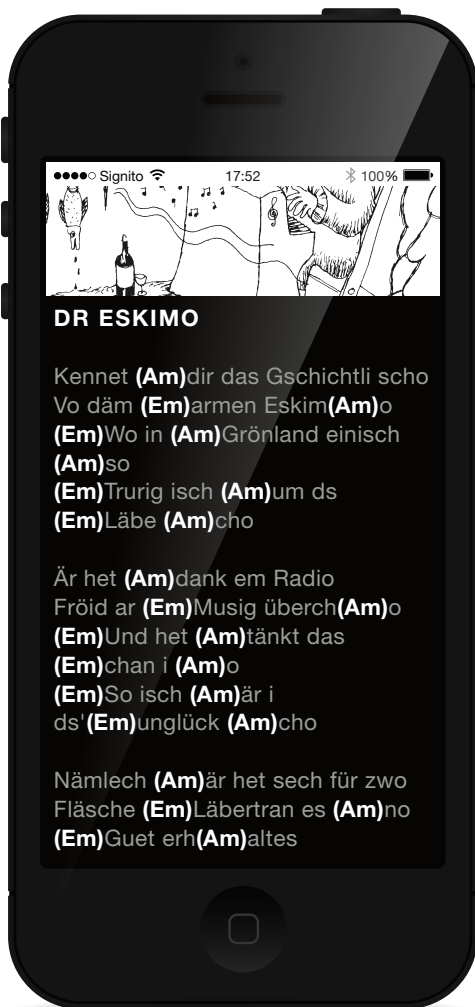 Signito 17:52 100%
DR ESKIMO
Kennet (Am)dir das Gschichtli scho
Vo däm (Em)armen Eskim(Am)o
(Em)Wo in (Am)Grönland einisch
(Am)so
(Em)Trurig isch (Am)um ds
(Em)Läbe (Am)cho
Är het (Am)dank em Radio
Fröid ar (Em)Musig überch(Am)o
(Em)Und het (Am)tänkt das
(Em)chan i (Am)o
(Em)So isch (Am)är i
ds'(Em)unglück (Am)cho
Nämlech (Am)är het sech für zwo
Fläsche (Em)Läbertran es (Am)no
(Em)Guet erh(Am)altes